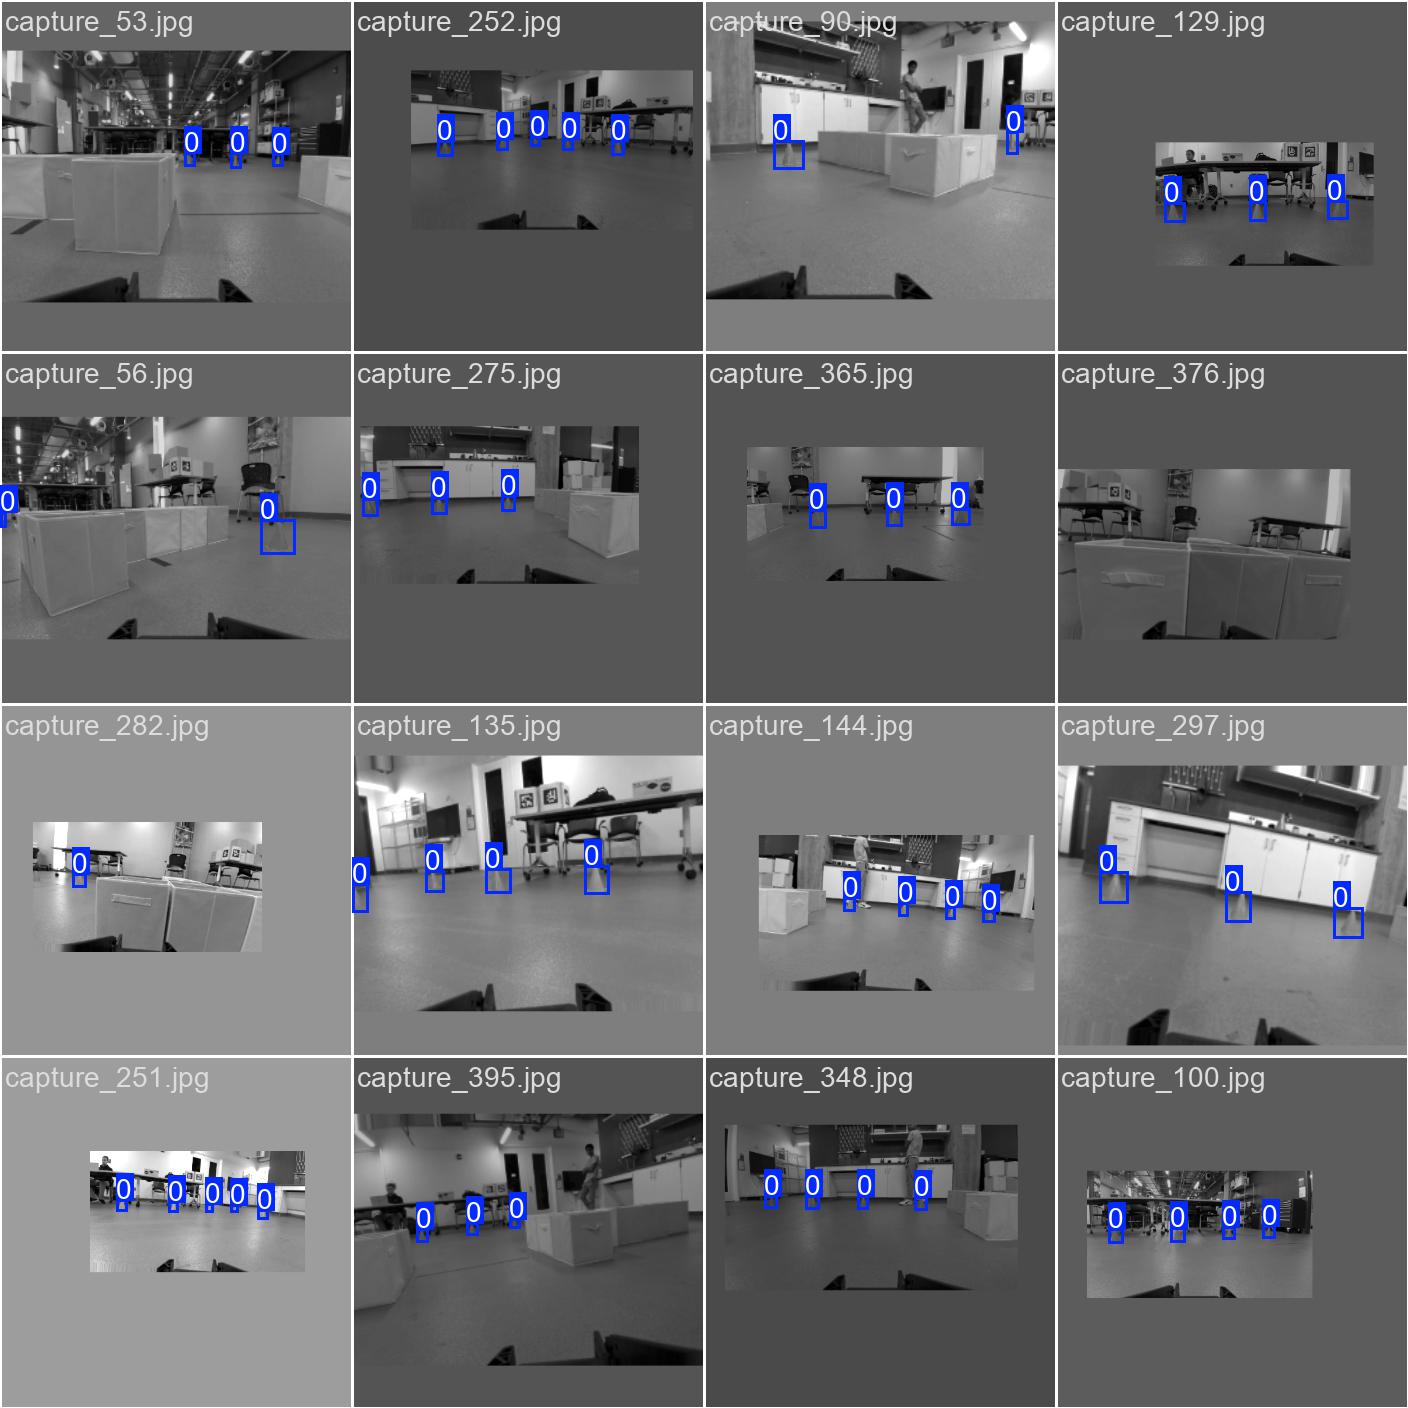 capture_53.jpg
capture_252.jpg
capture_90.jpg
capture_129.jpg
0 0 0
0 0 0 0 0
0 0
0 0 0
capture_56.jpg
capture_275.jpg
capture_365.jpg
capture_376.jpg
0 0
0 0 0
0 0 0
capture_282.jpg
capture_135.jpg
capture_144.jpg
capture_297.jpg
0
0 0 0 0
0 0 0 0
0 0 0
capture_251.jpg
capture_395.jpg
capture_348.jpg
capture_100.jpg
0 0 0 0 0
0 0 0
0 0 0 0
0 0 0 0